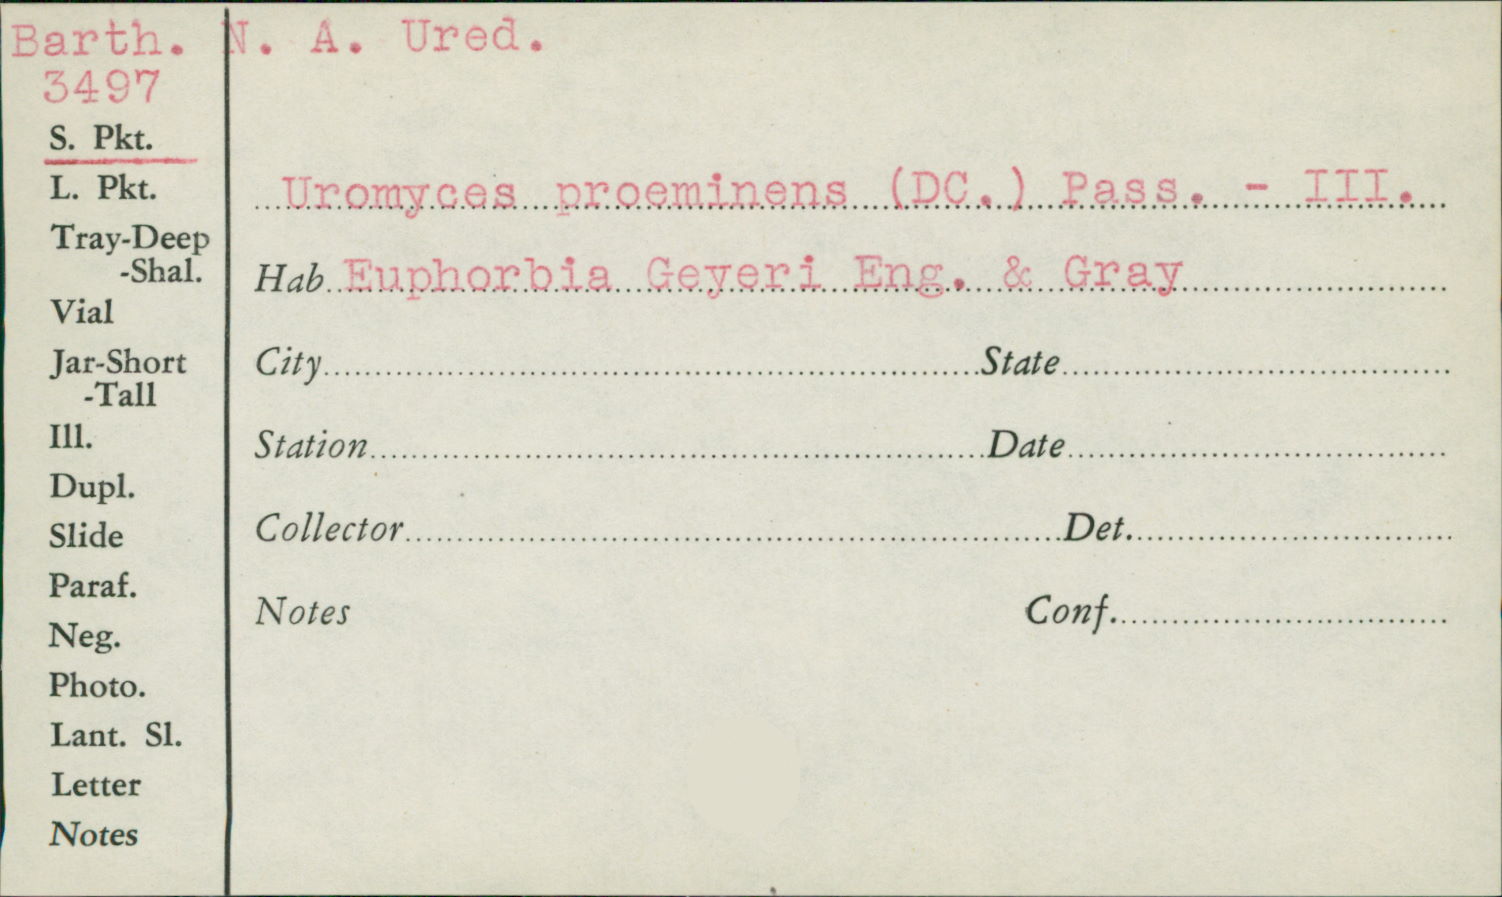 Barth. N. A. Ured.
3497
S. Pkt.
L. Pkt.
Tray-Deep
-Shal.
Vial
Jar-Short
-Tall
Ill.
Dupl.
Slide
Paraf.
Neg.
Photo.
Lant. Sl.
Letter
Notes
Uromyces proeminens (DC.) Pass. - III.
Hab. Euphorbia Geyeri Eng. & Gray
City State
Station Date
Collector Det.
Notes Conf.